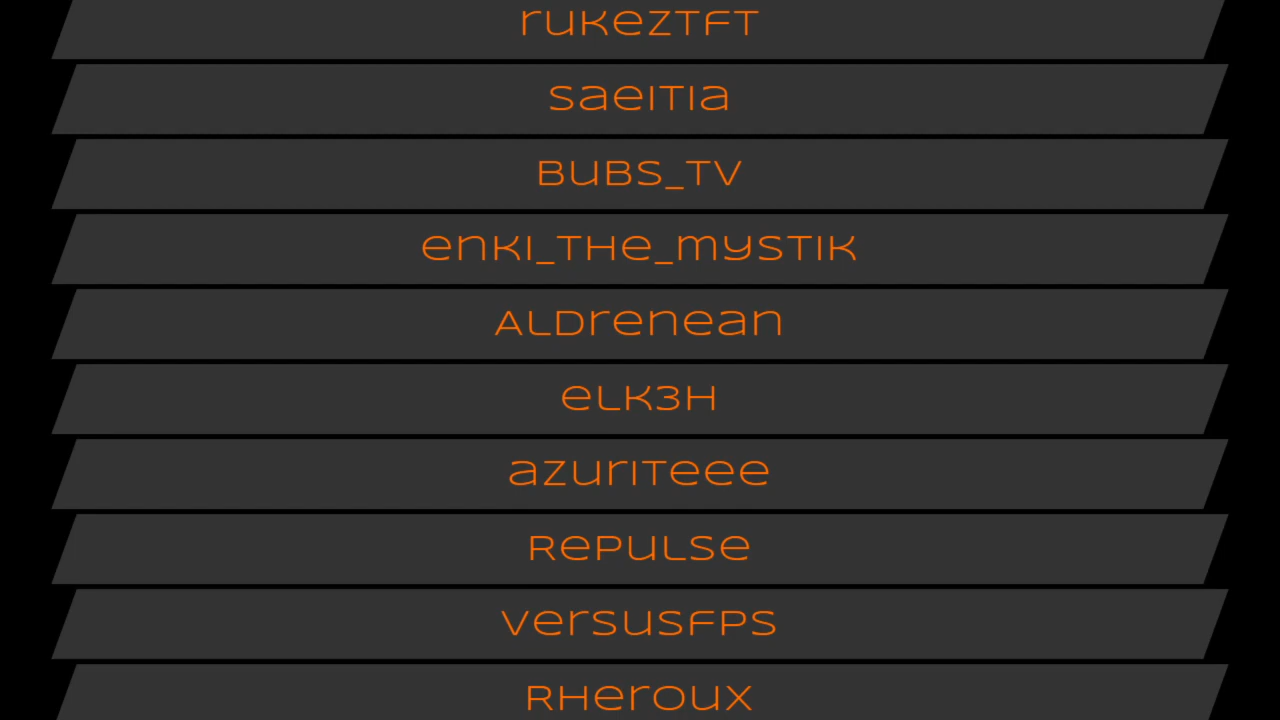 rukezTFT
saeITIa
BUBS_TV
enKI_THe_mysTIK
ALDrenean
eLK3H
azurITeee
RePULSe
versusFPS
RHeroux